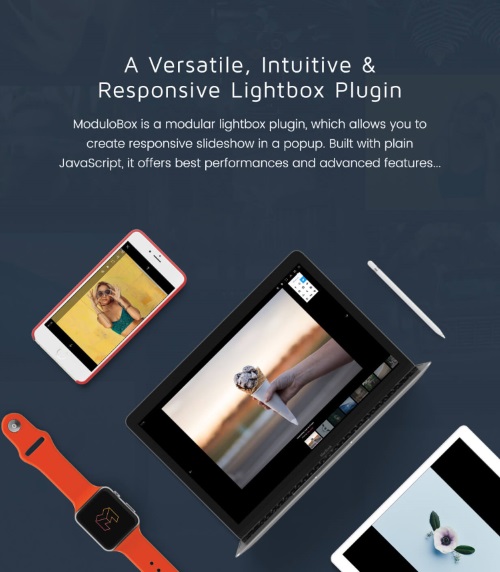 A Versatile, Intuitive &
Responsive Lightbox Plugin
ModuloBox is a modular lightbox plugin, which allows you to
create responsive slideshow in a popup. Built with plain
JavaScript, it offers best performances and advanced features...